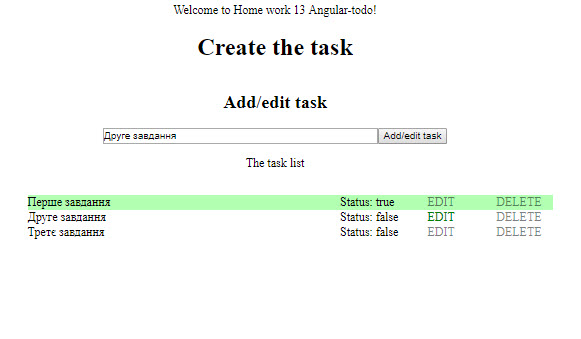 Welcome to Home work 13 Angular-todo!
Create the task
Add/edit task
Друге завдання Add/edit task
The task list
Перше завдання Status: true EDIT DELETE
Друге завдання Status: false EDIT DELETE
Третє завдання Status: false EDIT DELETE